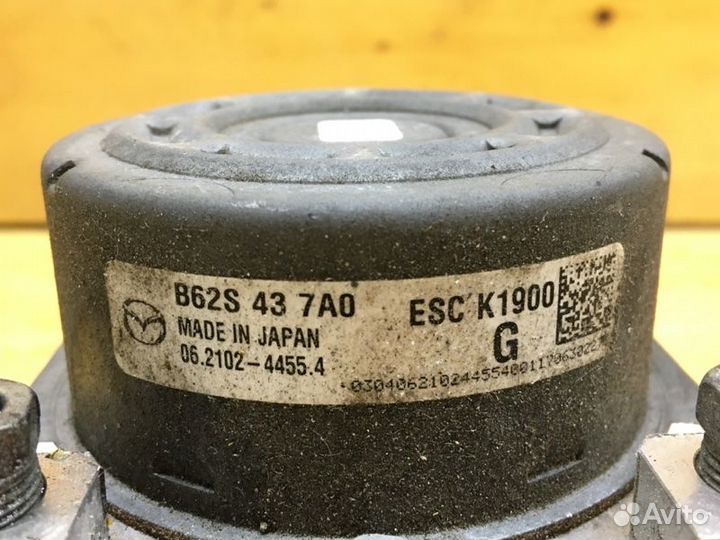 B62S 43 7A0 ESC K1900
MADE IN JAPAN G
06.2102-4455.4
Avito